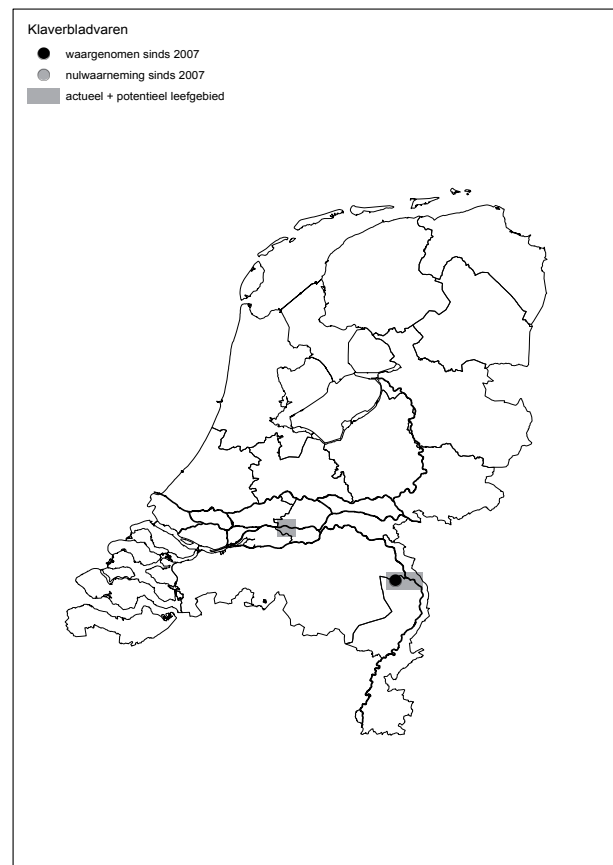 Klaverbladvaren
waargenomen sinds 2007
nulwaarneming sinds 2007
actueel + potentieel leefgebied